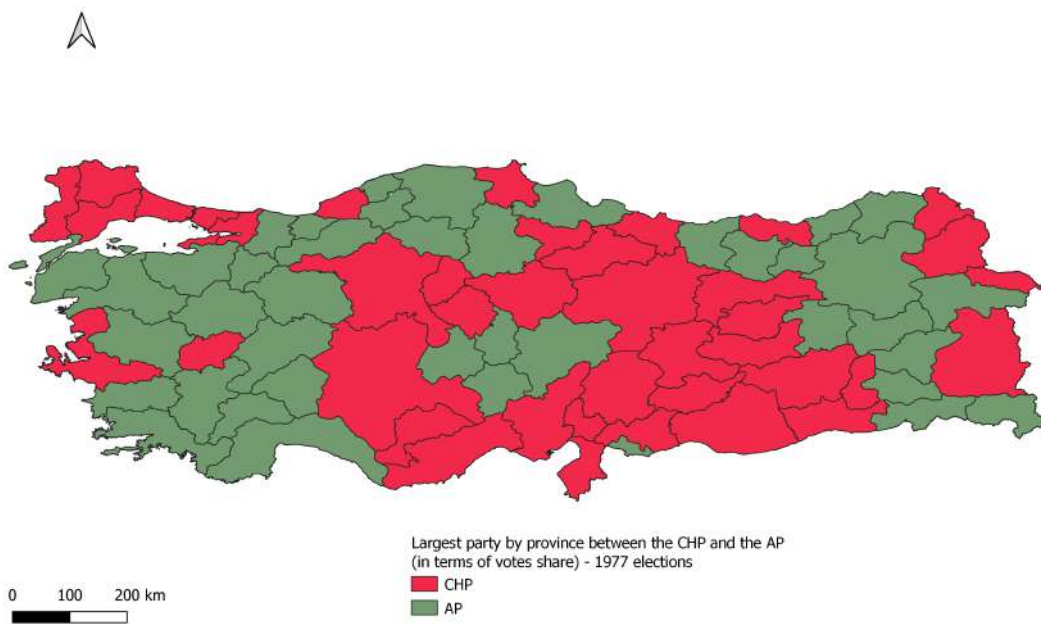 Largest party by province between the CHP and the AP
(in terms of votes share) - 1977 elections
CHP
AP
0 100 200 km